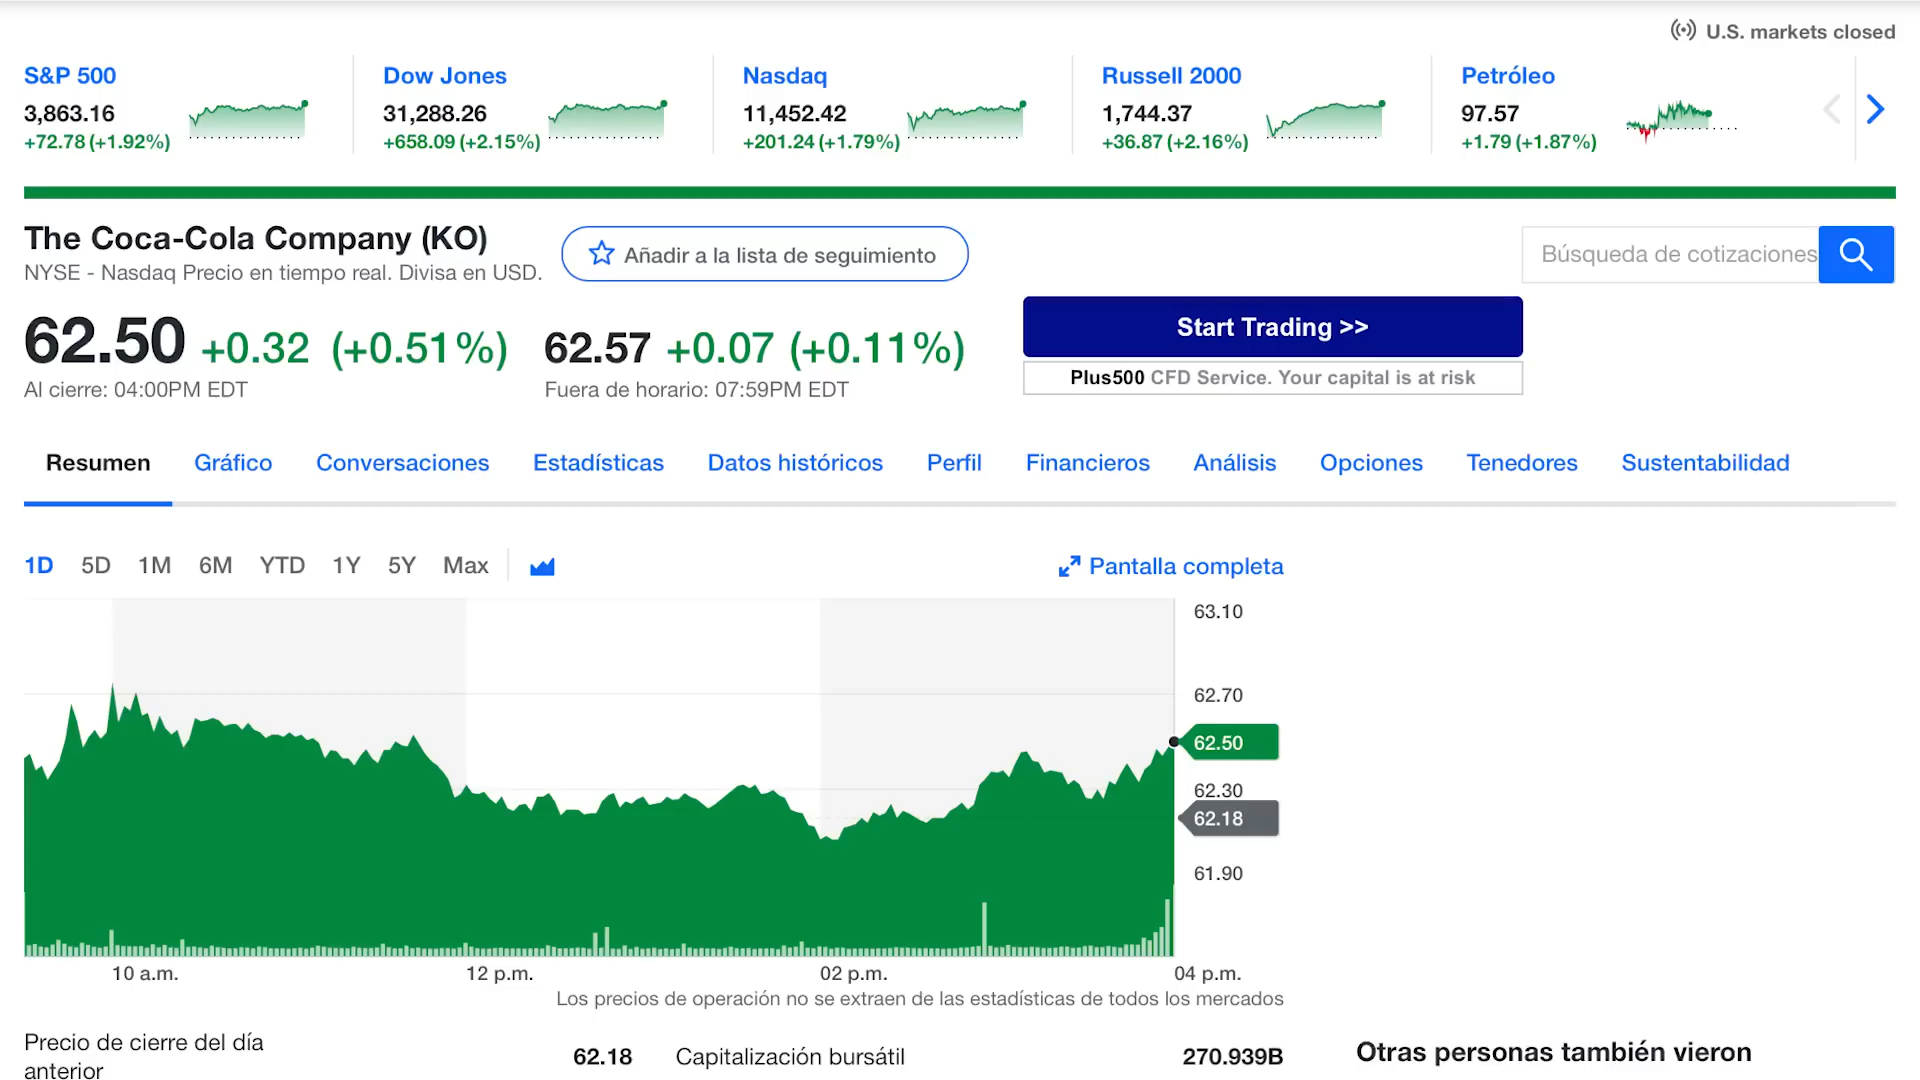 U.S. markets closed
S&P 500
3,863.16
+72.78 (+1.92%)
Dow Jones
31,288.26
+658.09 (+2.15%)
Nasdaq
11,452.42
+201.24 (+1.79%)
Russell 2000
1,744.37
+36.87 (+2.16%)
Petróleo
97.57
+1.79 (+1.87%)
The Coca-Cola Company (KO)
NYSE - Nasdaq Precio en tiempo real. Divisa en USD.
Añadir a la lista de seguimiento
Búsqueda de cotizaciones
62.50 +0.32 (+0.51%)
Al cierre: 04:00PM EDT
62.57 +0.07 (+0.11%)
Fuera de horario: 07:59PM EDT
Start Trading >>
Plus500 CFD Service. Your capital is at risk
Resumen Gráfico Conversaciones Estadísticas Datos históricos Perfil Financieros Análisis Opciones Tenedores Sustentabilidad
1D 5D 1M 6M YTD 1Y 5Y Max
Pantalla completa
63.10
62.70
62.50
62.30
62.18
61.90
10 a.m. 12 p.m. 02 p.m. 04 p.m.
Los precios de operación no se extraen de las estadísticas de todos los mercados
Precio de cierre del día
anterior
62.18
Capitalización bursátil 270.939B
Otras personas también vieron